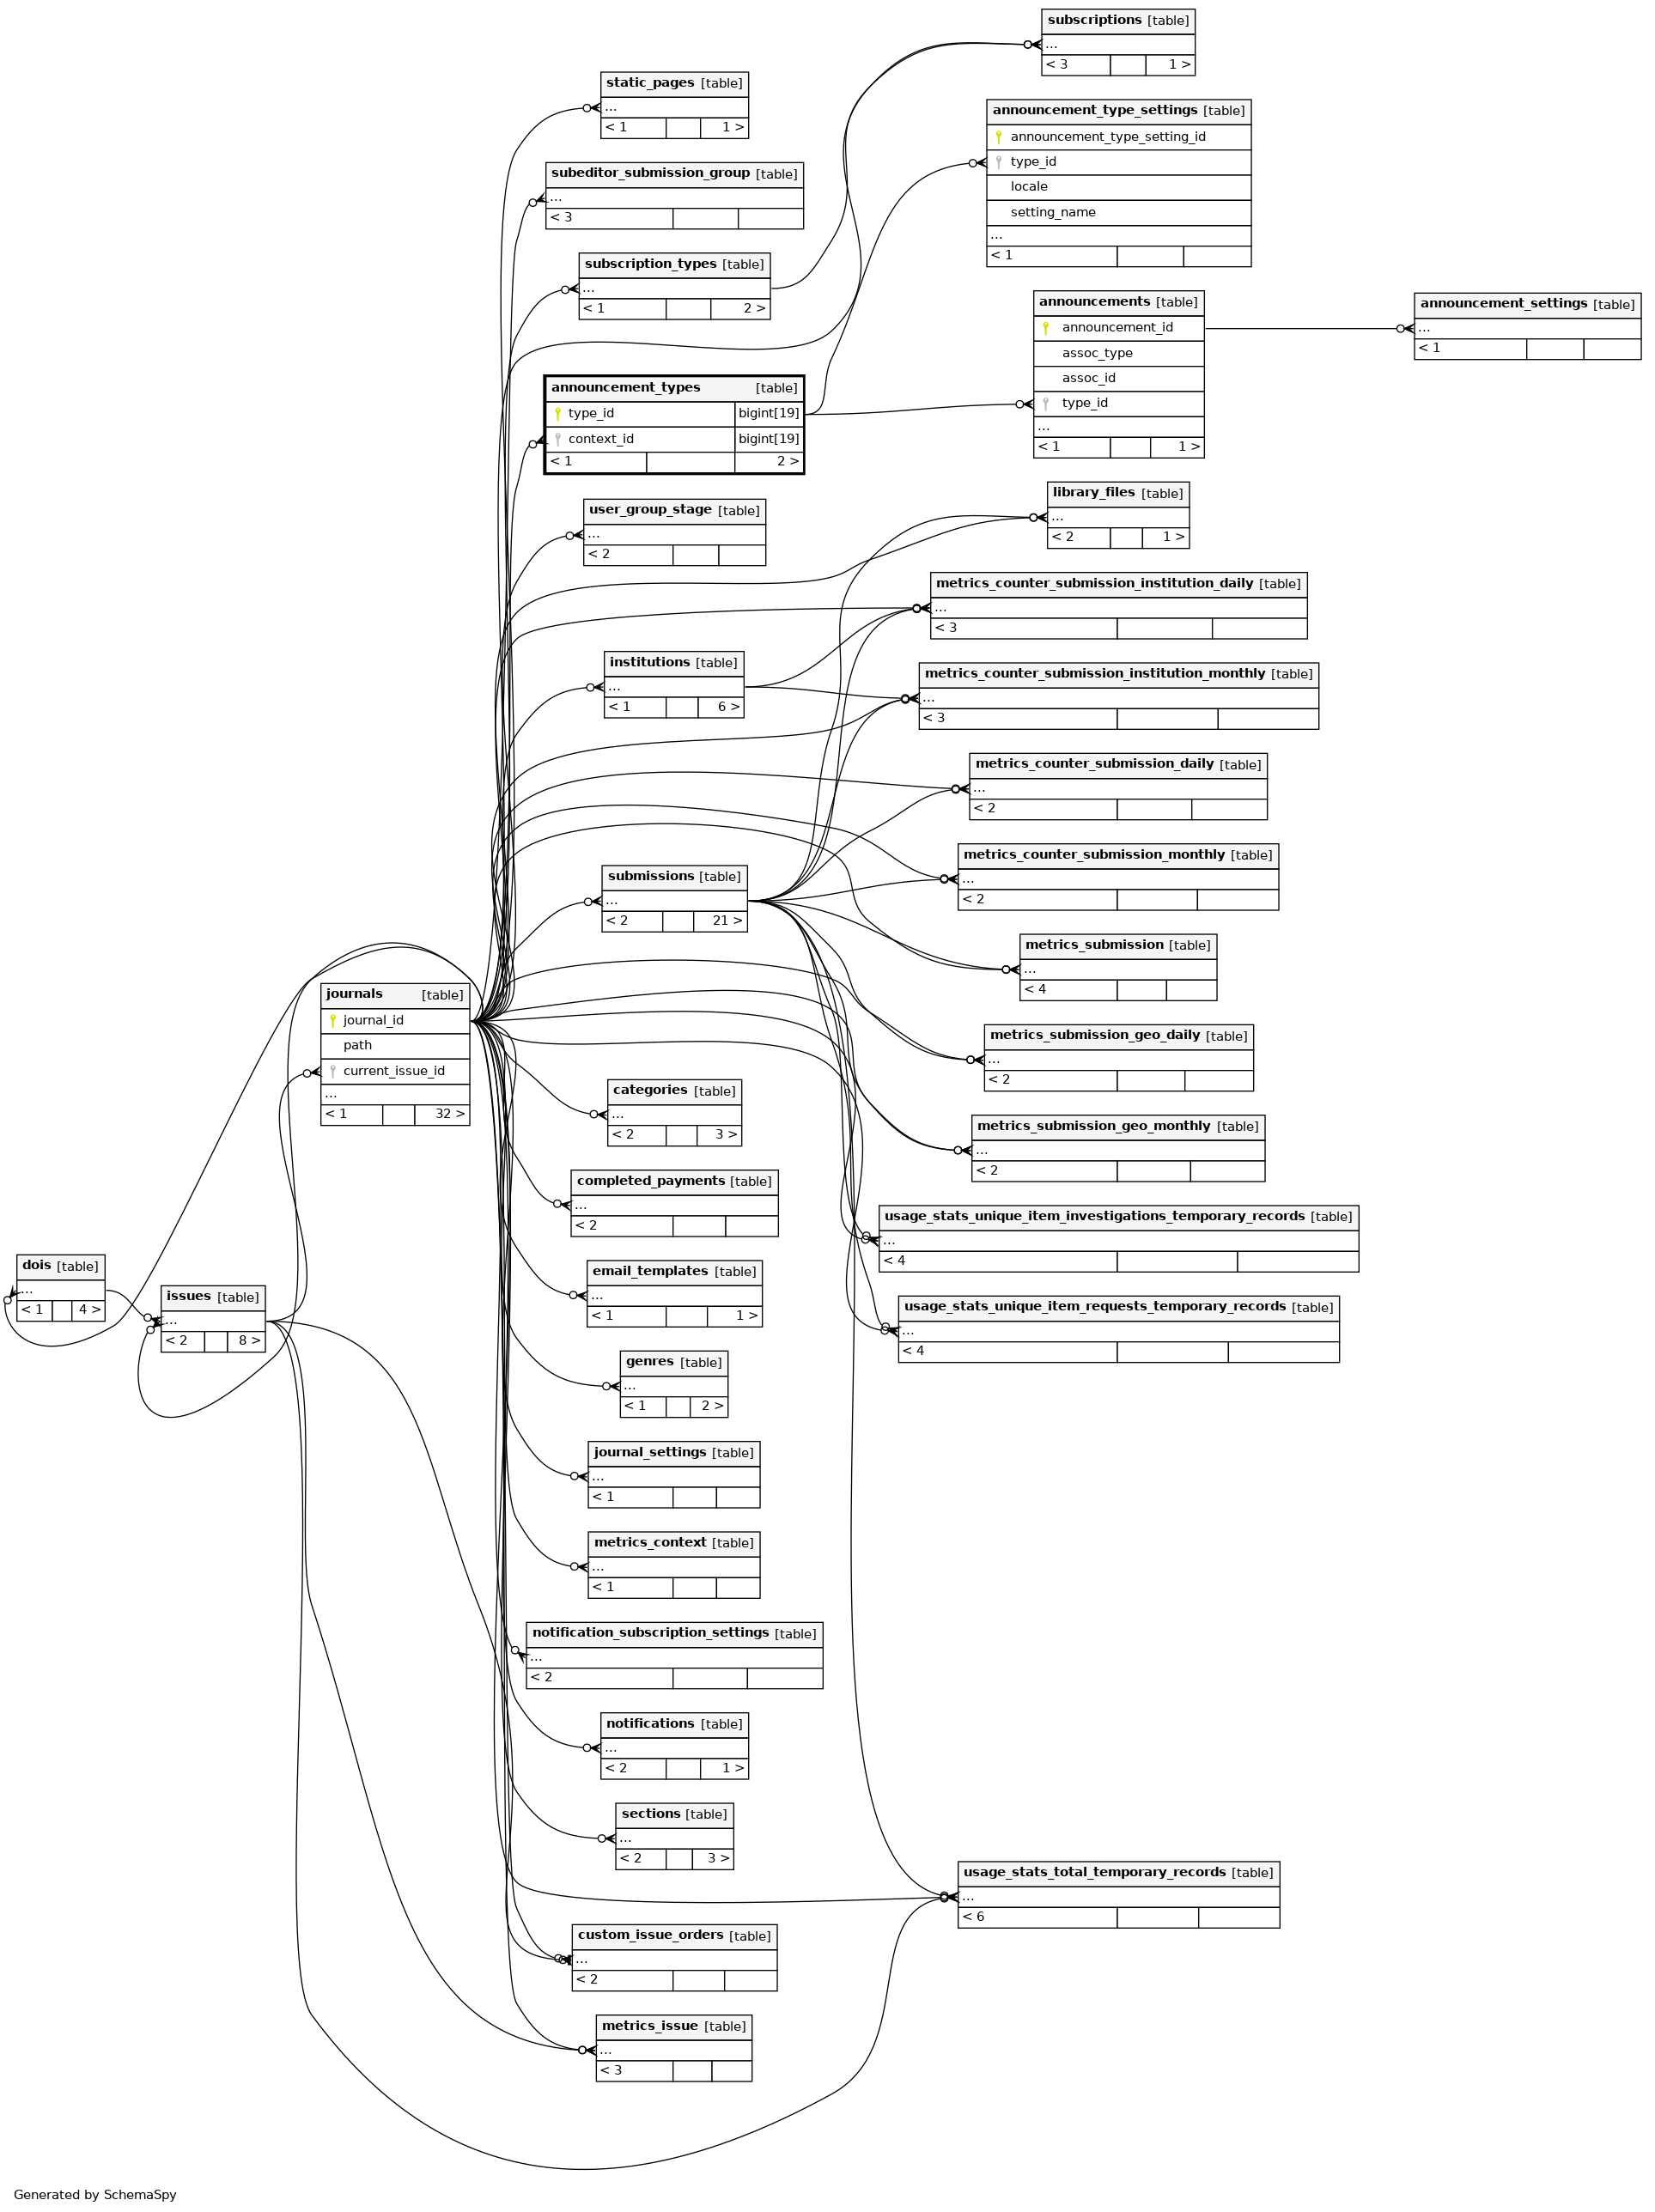 subscriptions [table]
...
< 3 1 >
static_pages [table]
...
< 1 1 >
announcement_type_settings [table]
announcement_type_setting_id
type_id
locale
setting_name
...
< 1
subeditor_submission_group [table]
...
< 3
subscription_types [table]
...
< 1 2 >
announcements [table]
announcement_id
assoc_type
assoc_id
type_id
...
< 1 1 >
announcement_settings [table]
...
< 1
announcement_types [table]
type_id bigint[19]
context_id bigint[19]
< 1 2 >
user_group_stage [table]
...
< 2
library_files [table]
...
< 2 1 >
metrics_counter_submission_institution_daily [table]
...
< 3
institutions [table]
...
< 1 6 >
metrics_counter_submission_institution_monthly [table]
...
< 3
metrics_counter_submission_daily [table]
...
< 2
metrics_counter_submission_monthly [table]
...
< 2
submissions [table]
...
< 2 21 >
metrics_submission [table]
...
< 4
journals [table]
journal_id
path
current_issue_id
...
< 1 32 >
metrics_submission_geo_daily [table]
...
< 2
categories [table]
...
< 2 3 >
metrics_submission_geo_monthly [table]
...
< 2
completed_payments [table]
...
< 2
usage_stats_unique_item_investigations_temporary_records [table]
...
< 4
dois [table]
...
< 1 4 >
issues [table]
...
< 2 8 >
email_templates [table]
...
< 1 1 >
usage_stats_unique_item_requests_temporary_records [table]
...
< 4
genres [table]
...
< 1 2 >
journal_settings [table]
...
< 1
metrics_context [table]
...
< 1
notification_subscription_settings [table]
...
< 2
notifications [table]
...
< 2 1 >
sections [table]
...
< 2 3 >
usage_stats_total_temporary_records [table]
...
< 6
custom_issue_orders [table]
...
< 2
metrics_issue [table]
...
< 3
Generated by SchemaSpy